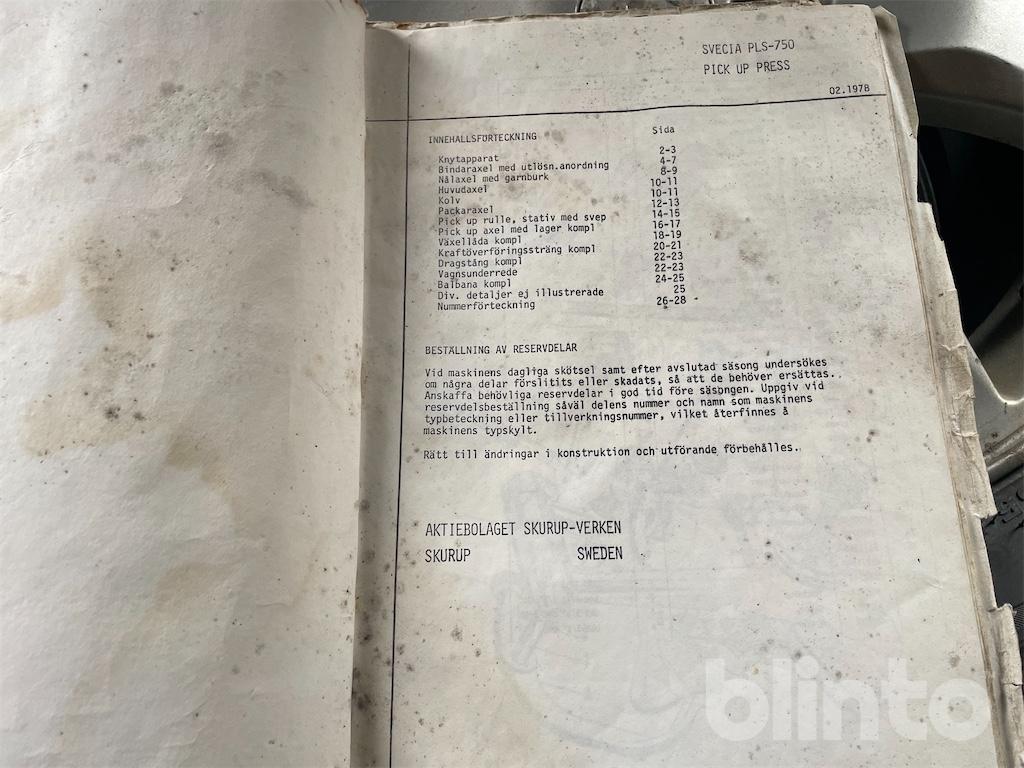 SVECIA PLS-750
PICK UP PRESS
02.1978
INNEHÅLLSFÖRTECKNING Sida
Knytapparat 2-3
Bindaraxel med utlösn.anordning 4-7
Nålaxel med garnburk 8-9
Huvudaxel 10-11
Kolv 10-11
Packaraxel 12-13
Pick up rulle, stativ med svep 14-15
Pick up axel med lager kompl 16-17
Växellåda kompl 18-19
Kraftöverföringssträng kompl 20-21
Dragstång kompl 22-23
Vagnsunderrede 22-23
Balbana kompl 24-25
Div. detaljer ej illustrerade 25
Nummerförteckning 26-28
BESTÄLLNING AV RESERVDELAR
Vid maskinens dagliga skötsel samt efter avslutad säsong undersökes
om några delar förslitits eller skadats, så att de behöver ersättas.
Anskaffa behövliga reservdelar i god tid före säsongen. Uppgiv vid
reservdelsbeställning såväl delens nummer och namn som maskinens
typbeteckning eller tillverkningsnummer, vilket återfinnes å
maskinens typskylt.
Rätt till ändringar i konstruktion och utförande förbehålles.
AKTIEBOLAGET SKURUP-VERKEN
SKURUP SWEDEN
blinto